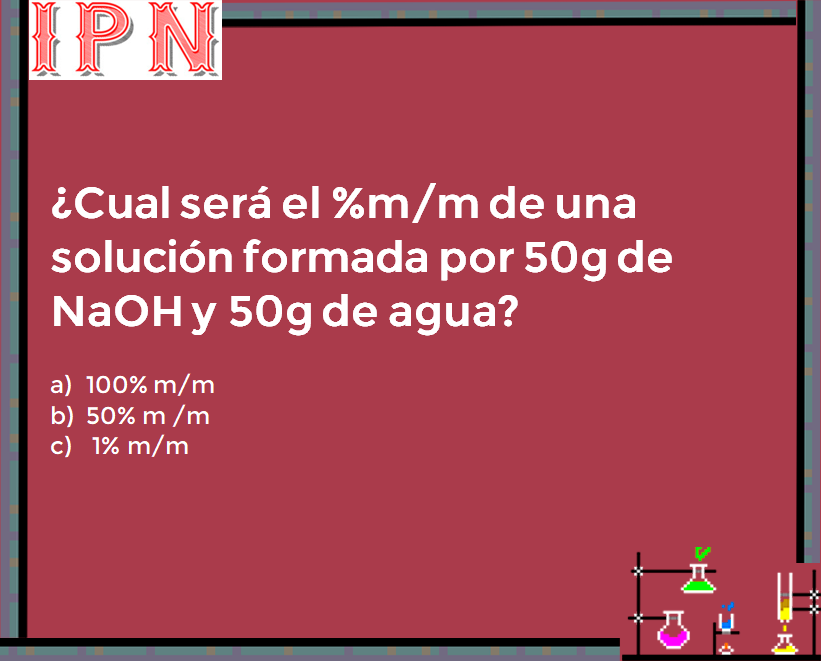 IPN
¿Cual será el %m/m de una
solución formada por 50g de
NaOH y 50g de agua?
a) 100% m/m
b) 50% m /m
c) 1% m/m